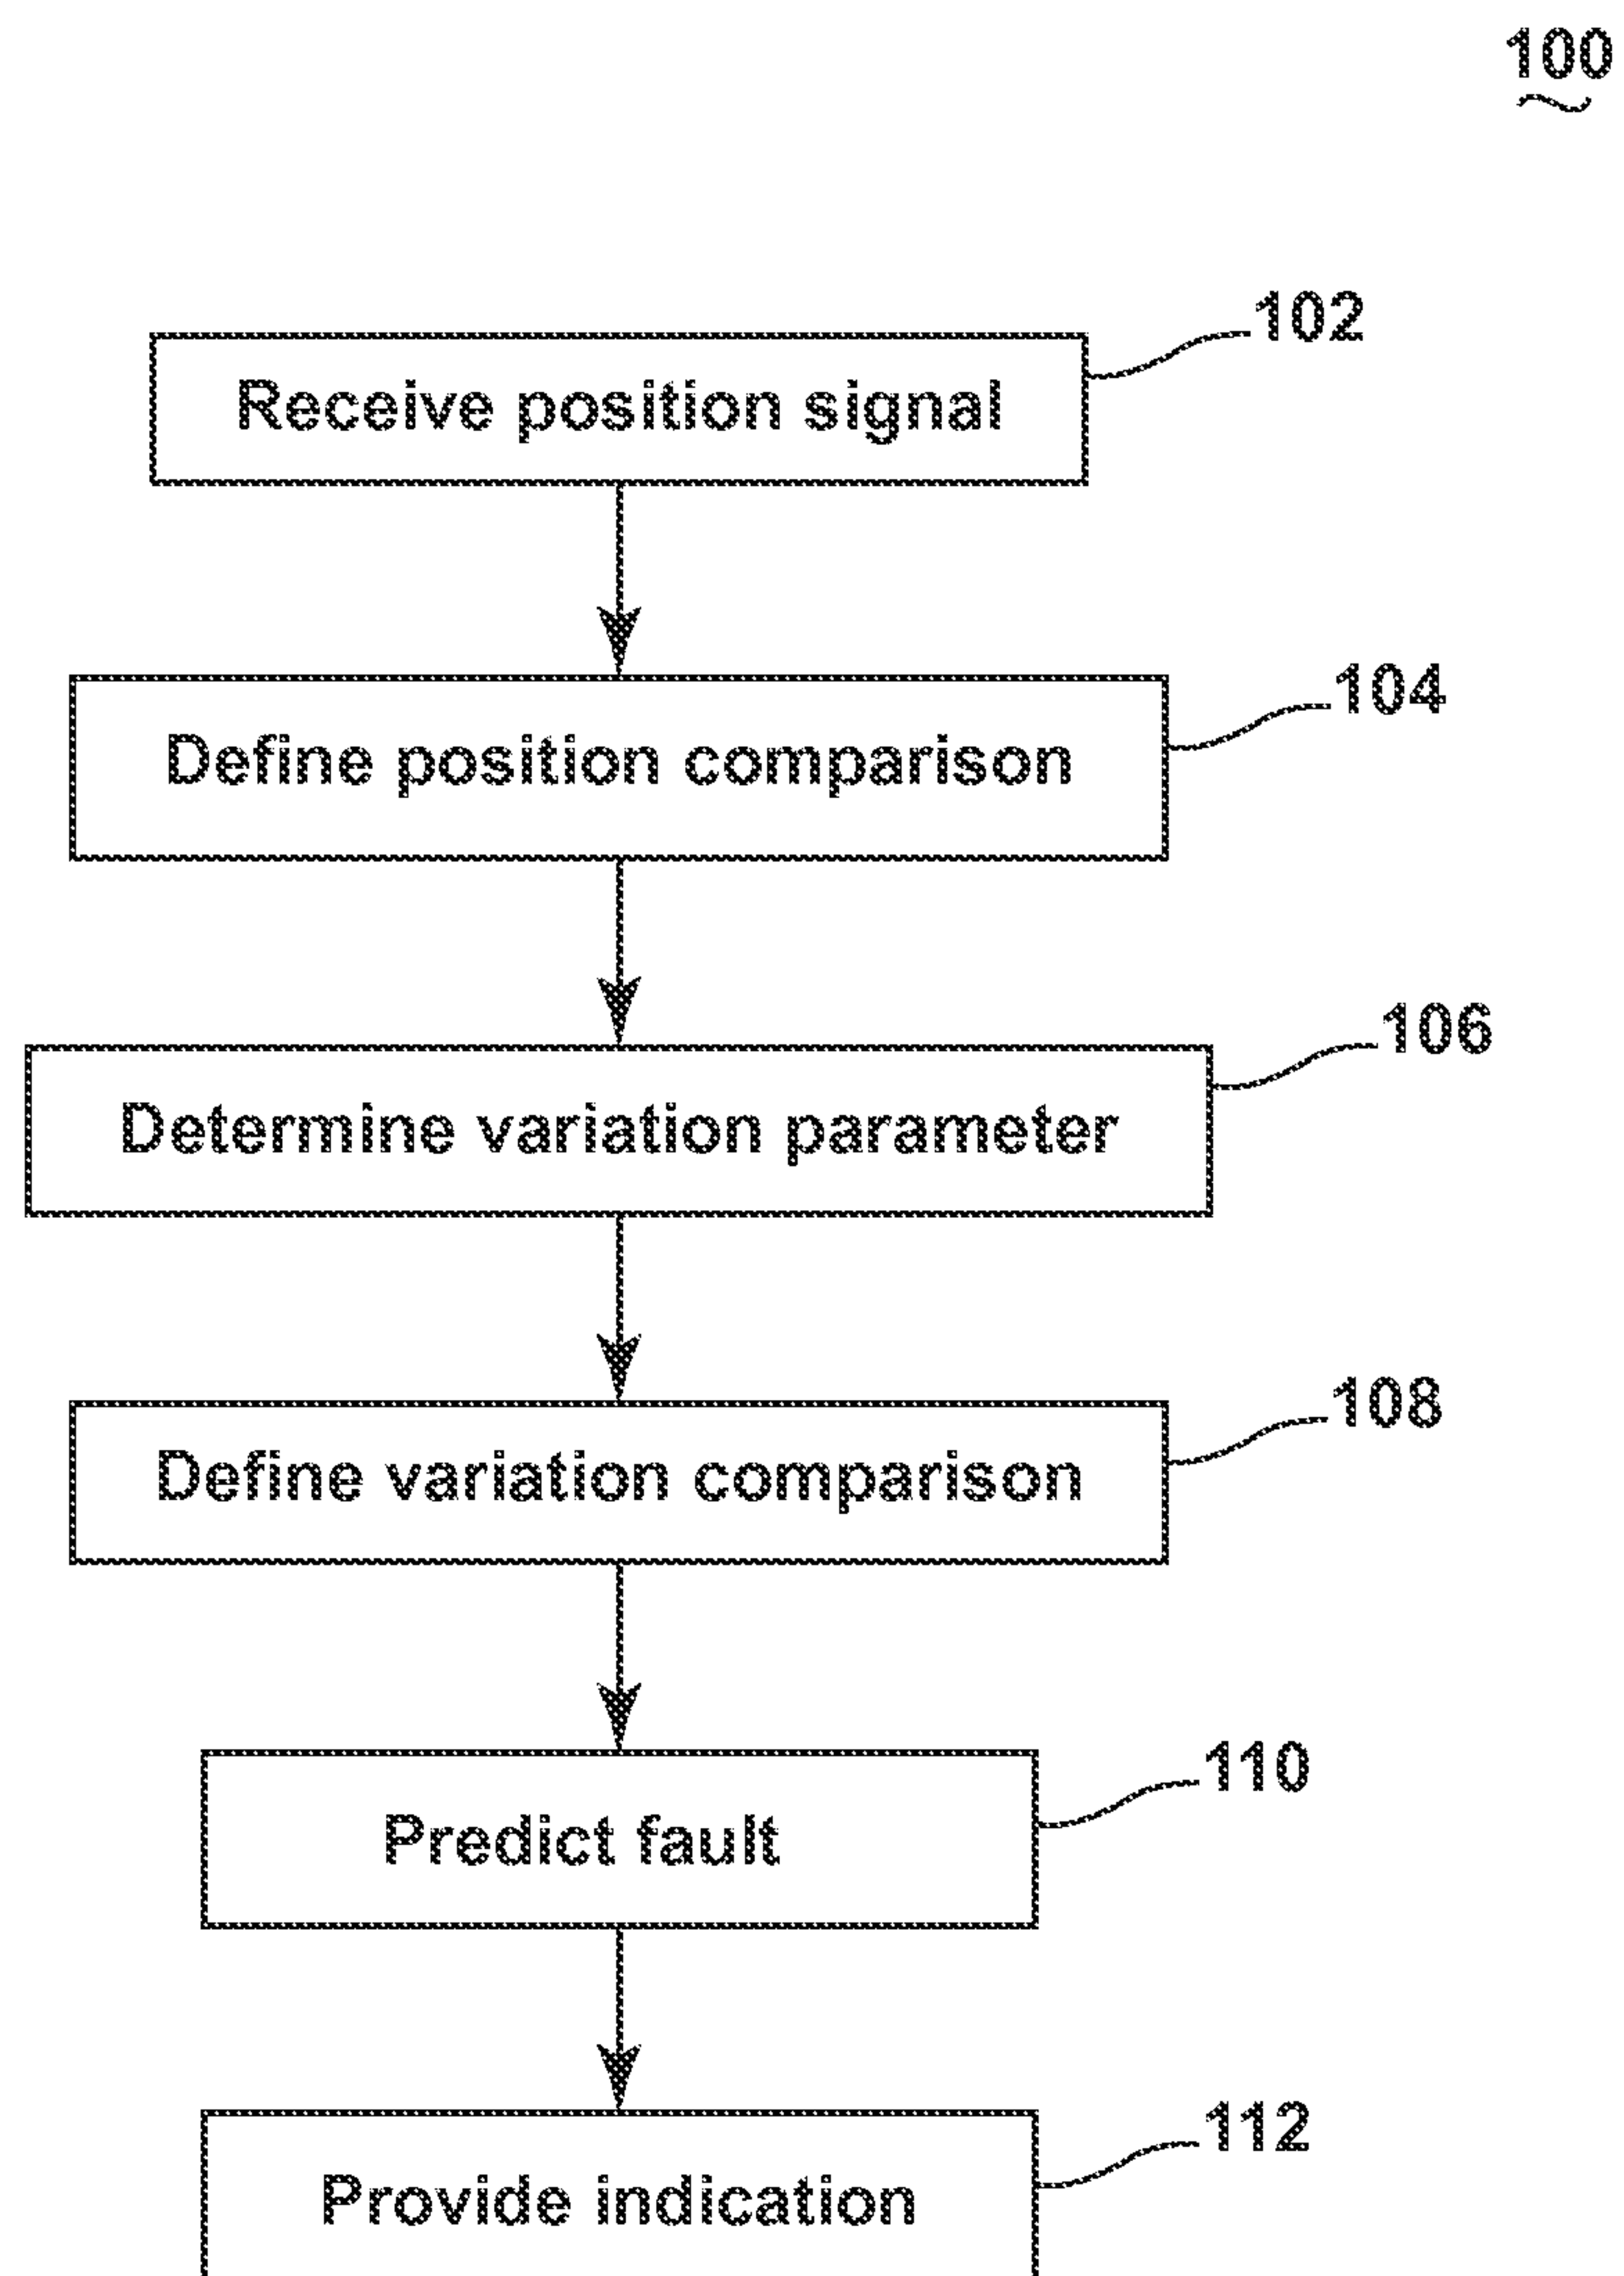 100
102
Receive position signal
104
Define position comparison
106
Determine variation parameter
108
Define variation comparison
110
Predict fault
112
Provide indication